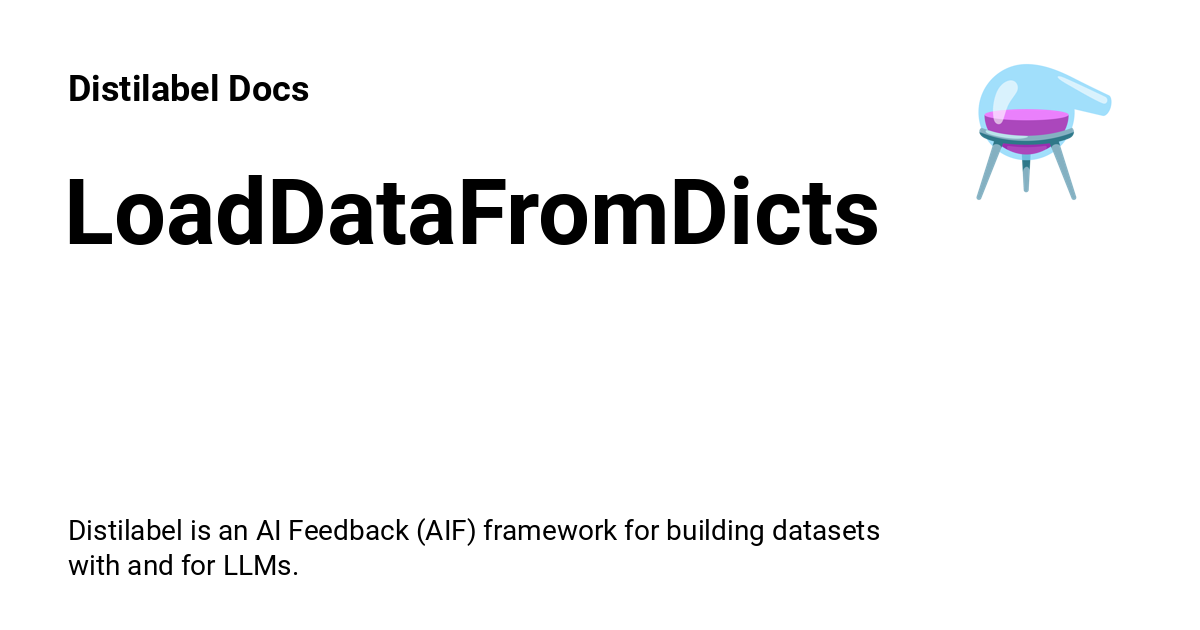 Distilabel Docs
LoadDataFromDicts
Distilabel is an AI Feedback (AIF) framework for building datasets
with and for LLMs.